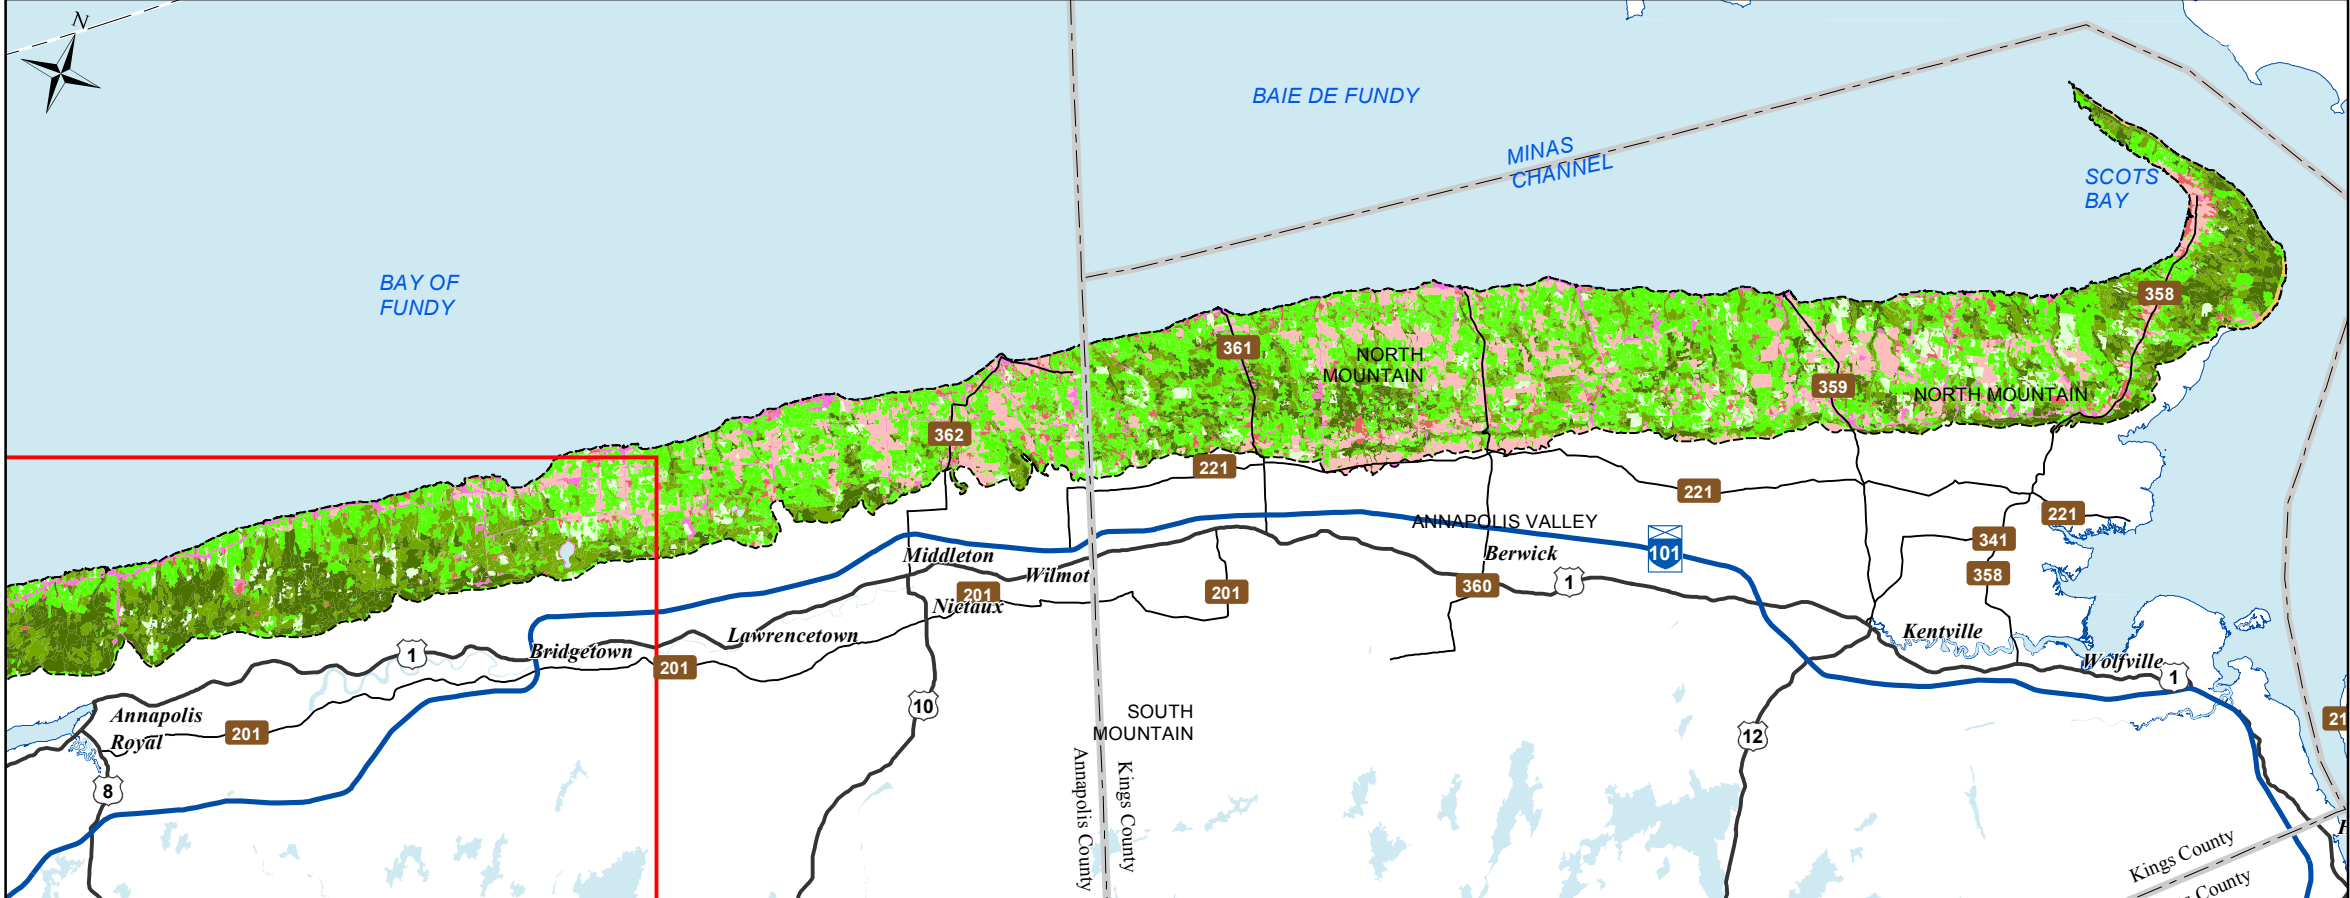 N
BAIE DE FUNDY
MINAS
CHANNEL
SCOTS
BAY
BAY OF
FUNDY
358
361
NORTH
MOUNTAIN
359
NORTH MOUNTAIN
362
221
221
221
ANNAPOLIS VALLEY
101
341
358
Middleton
Berwick
Wilmot
360
1
201
201
Nictaux
Lawrencetown
Kentville
Bridgetown
1
201
Wolfville
1
10
Annapolis
Royal
201
SOUTH
MOUNTAIN
12
21
8
Annapolis County
Kings County
Kings County
County